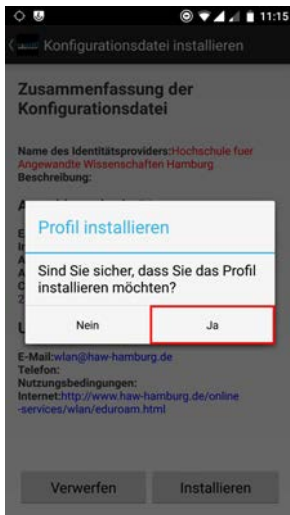 11:15
Konfigurationsdatei installieren
Zusammenfassung der
Konfigurationsdatei
Name des Identitätsproviders:Hochschule fuer
Angewandte Wissenschaften Hamburg
Beschreibung:
Profil installieren
Sind Sie sicher, dass Sie das Profil
installieren möchten?
Nein
Ja
E-Mail:wlan@haw-hamburg.de
Telefon:
Nutzungsbedingungen:
Internet:http://www.haw-hamburg.de/online
-services/wlan/eduroam.html
Verwerfen
Installieren